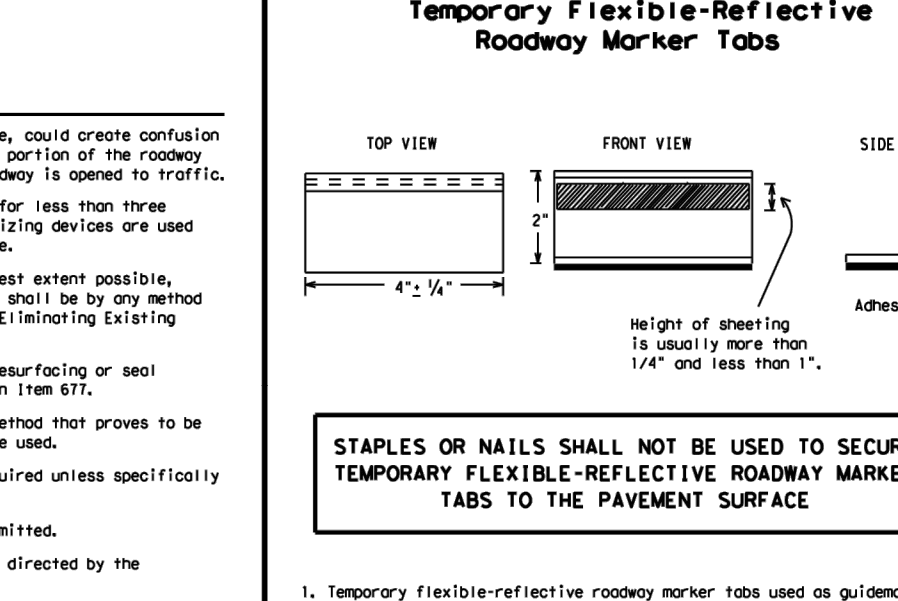 e, could create confusion
portion of the roadway
dway is opened to traffic.
for less than three
izing devices are used
e.
est extent possible,
shall be by any method
Eliminating Existing
esurfacing or seal
n Item 677.
ethod that proves to be
e used.
uired unless specifically
mitted.
directed by the
Temporary Flexible-Reflective
Roadway Marker Tabs
TOP VIEW
FRONT VIEW
SIDE
2"
4"± 1/4"
Adhes
Height of sheeting
is usually more than
1/4" and less than 1".
STAPLES OR NAILS SHALL NOT BE USED TO SECUR
TEMPORARY FLEXIBLE-REFLECTIVE ROADWAY MARKE
TABS TO THE PAVEMENT SURFACE
1. Temporary flexible-reflective roadway marker tabs used as guidema